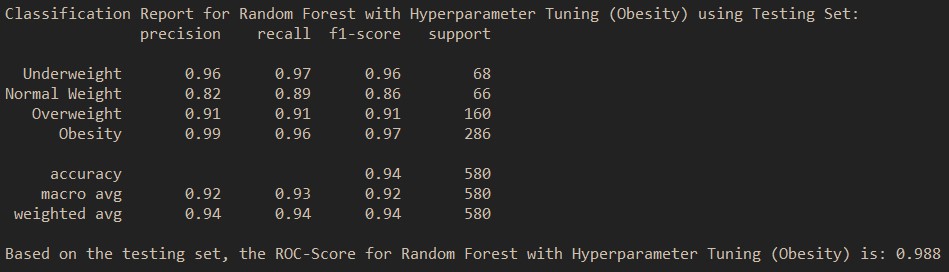 Classification Report for Random Forest with Hyperparameter Tuning (Obesity) using Testing Set:
precision recall f1-score support
Underweight 0.96 0.97 0.96 68
Normal Weight 0.82 0.89 0.86 66
Overweight 0.91 0.91 0.91 160
Obesity 0.99 0.96 0.97 286
accuracy 0.94 580
macro avg 0.92 0.93 0.92 580
weighted avg 0.94 0.94 0.94 580
Based on the testing set, the ROC-Score for Random Forest with Hyperparameter Tuning (Obesity) is: 0.988